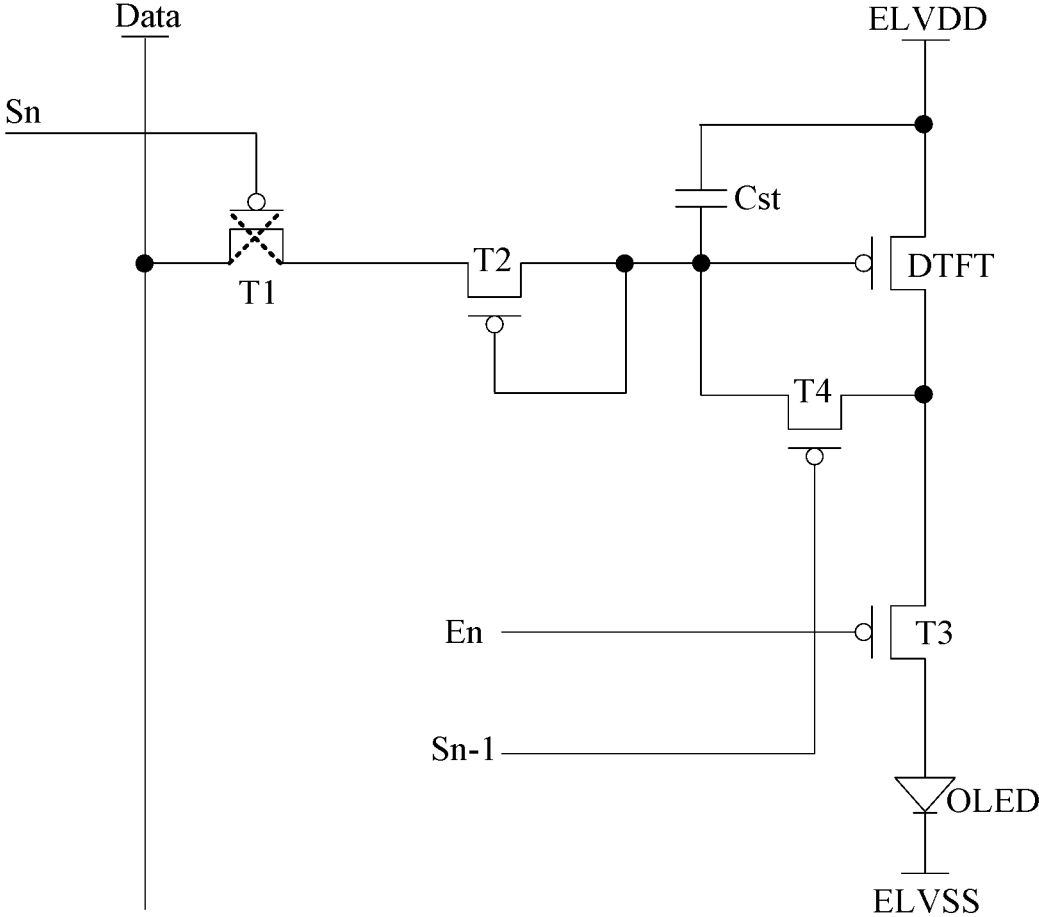 Data
ELVDD
Sn
Cst
T2
DTFT
T1
T4
En
T3
Sn-1
OLED
ELVSS